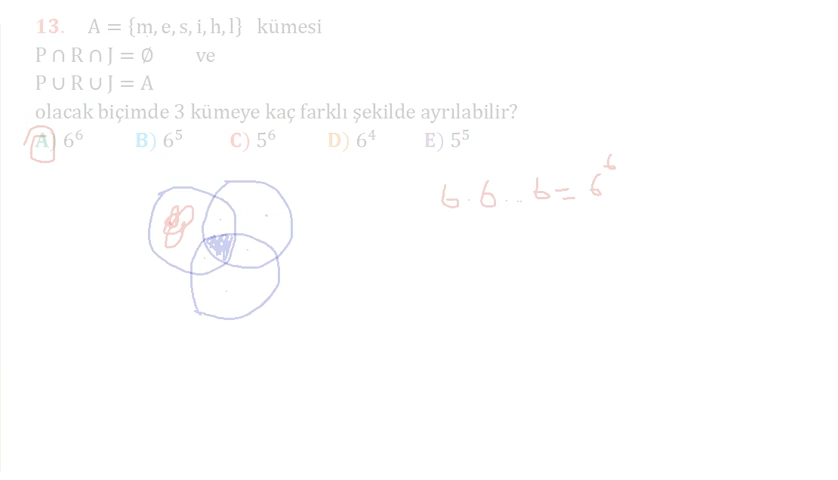 13. A = {m, e, s, i, h, l} kümesi
P ∩ R ∩ J = ∅ ve
P ∪ R ∪ J = A
olacak biçimde 3 kümeye kaç farklı şekilde ayrılabilir?
A) 6⁶ B) 6⁵ C) 5⁶ D) 6⁴ E) 5⁵
6 . 6 . . . 6 = 6⁶